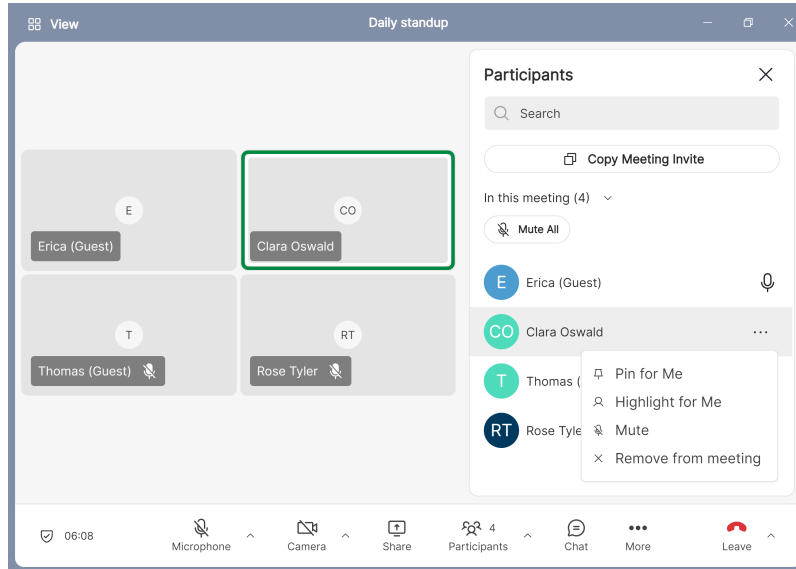 View
Daily standup
Participants
Search
Copy Meeting Invite
In this meeting (4)
Mute All
E
Erica (Guest)
CO
Clara Oswald
T
Thomas (Guest)
RT
Rose Tyler
E
Erica (Guest)
CO
Clara Oswald
T
Thomas (
RT
Rose Tyle
Pin for Me
Highlight for Me
Mute
Remove from meeting
06:08
Microphone
Camera
Share
4
Participants
Chat
More
Leave